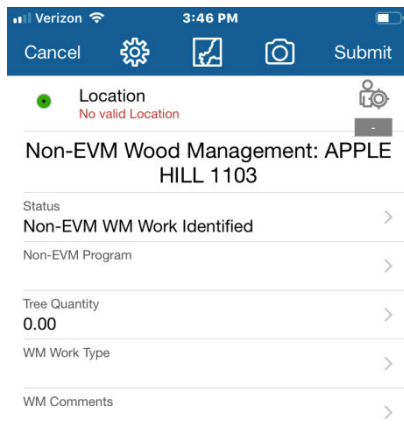 Verizon 3:46 PM
Cancel Submit
Location
No valid Location
-
Non-EVM Wood Management: APPLE
HILL 1103
Status
Non-EVM WM Work Identified
Non-EVM Program
Tree Quantity
0.00
WM Work Type
WM Comments